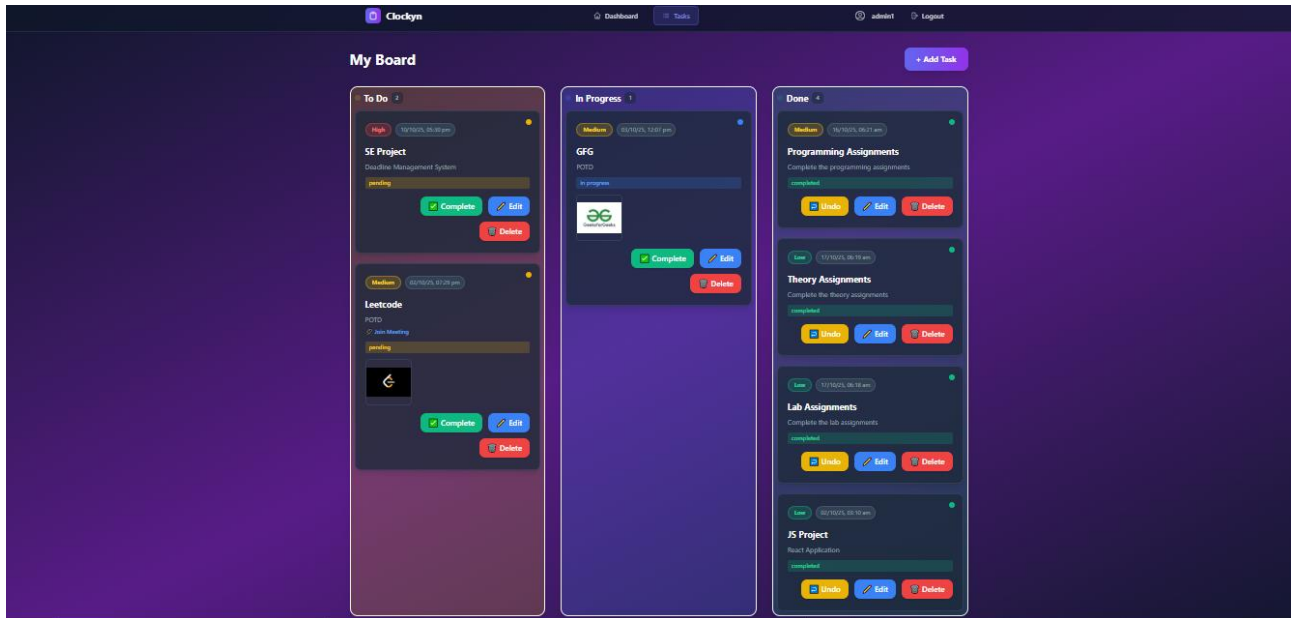 Clockyn
Dashboard
Tasks
admin1
Logout
My Board
+ Add Task
To Do 2
High 10/10/25, 05:30 pm
SE Project
Deadline Management System
pending
Complete
Edit
Delete
Medium 02/10/25, 07:29 pm
Leetcode
POTD
Join Meeting
pending
Complete
Edit
Delete
In Progress 1
Medium 03/10/25, 12:07 pm
GFG
POTD
in progress
GeeksforGeeks
Complete
Edit
Delete
Done 4
Medium 16/10/25, 06:21 am
Programming Assignments
Complete the programming assignments
completed
Undo
Edit
Delete
Low 17/10/25, 06:19 am
Theory Assignments
Complete the theory assignments
completed
Undo
Edit
Delete
Low 17/10/25, 06:18 am
Lab Assignments
Complete the lab assignments
completed
Undo
Edit
Delete
Low 02/10/25, 03:10 am
JS Project
React Application
completed
Undo
Edit
Delete